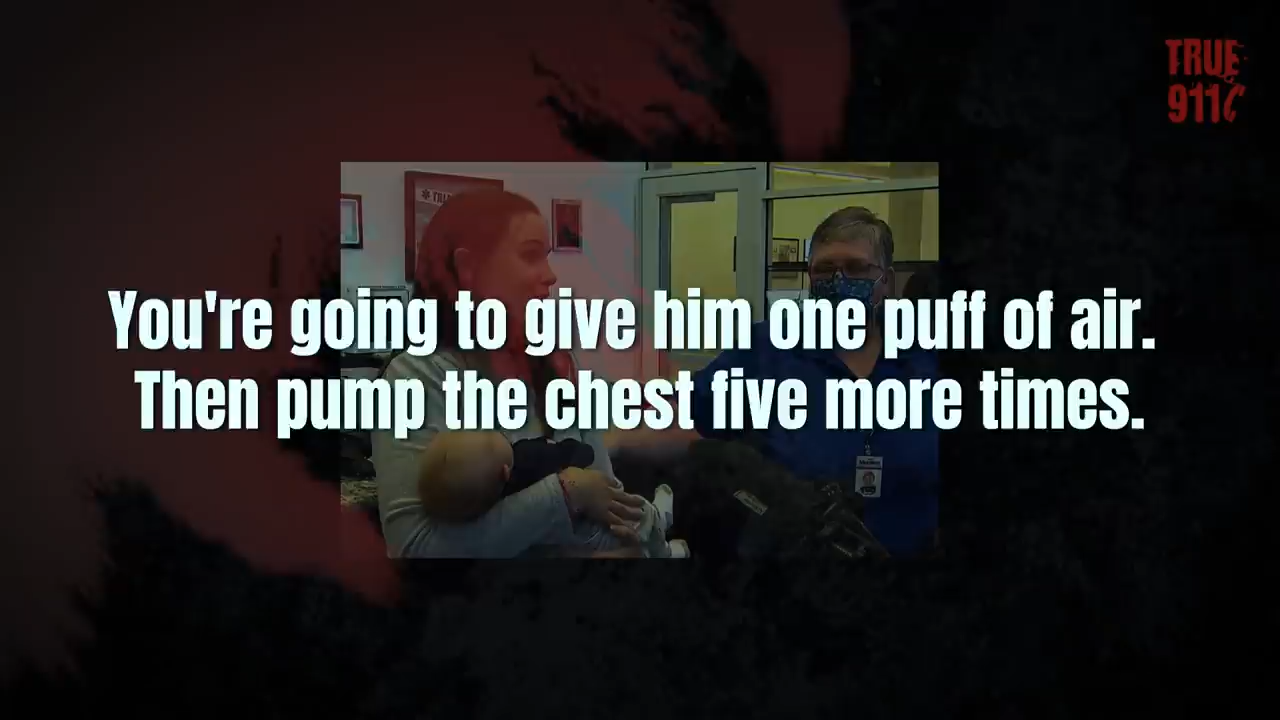 TRUE
911
You're going to give him one puff of air.
Then pump the chest five more times.